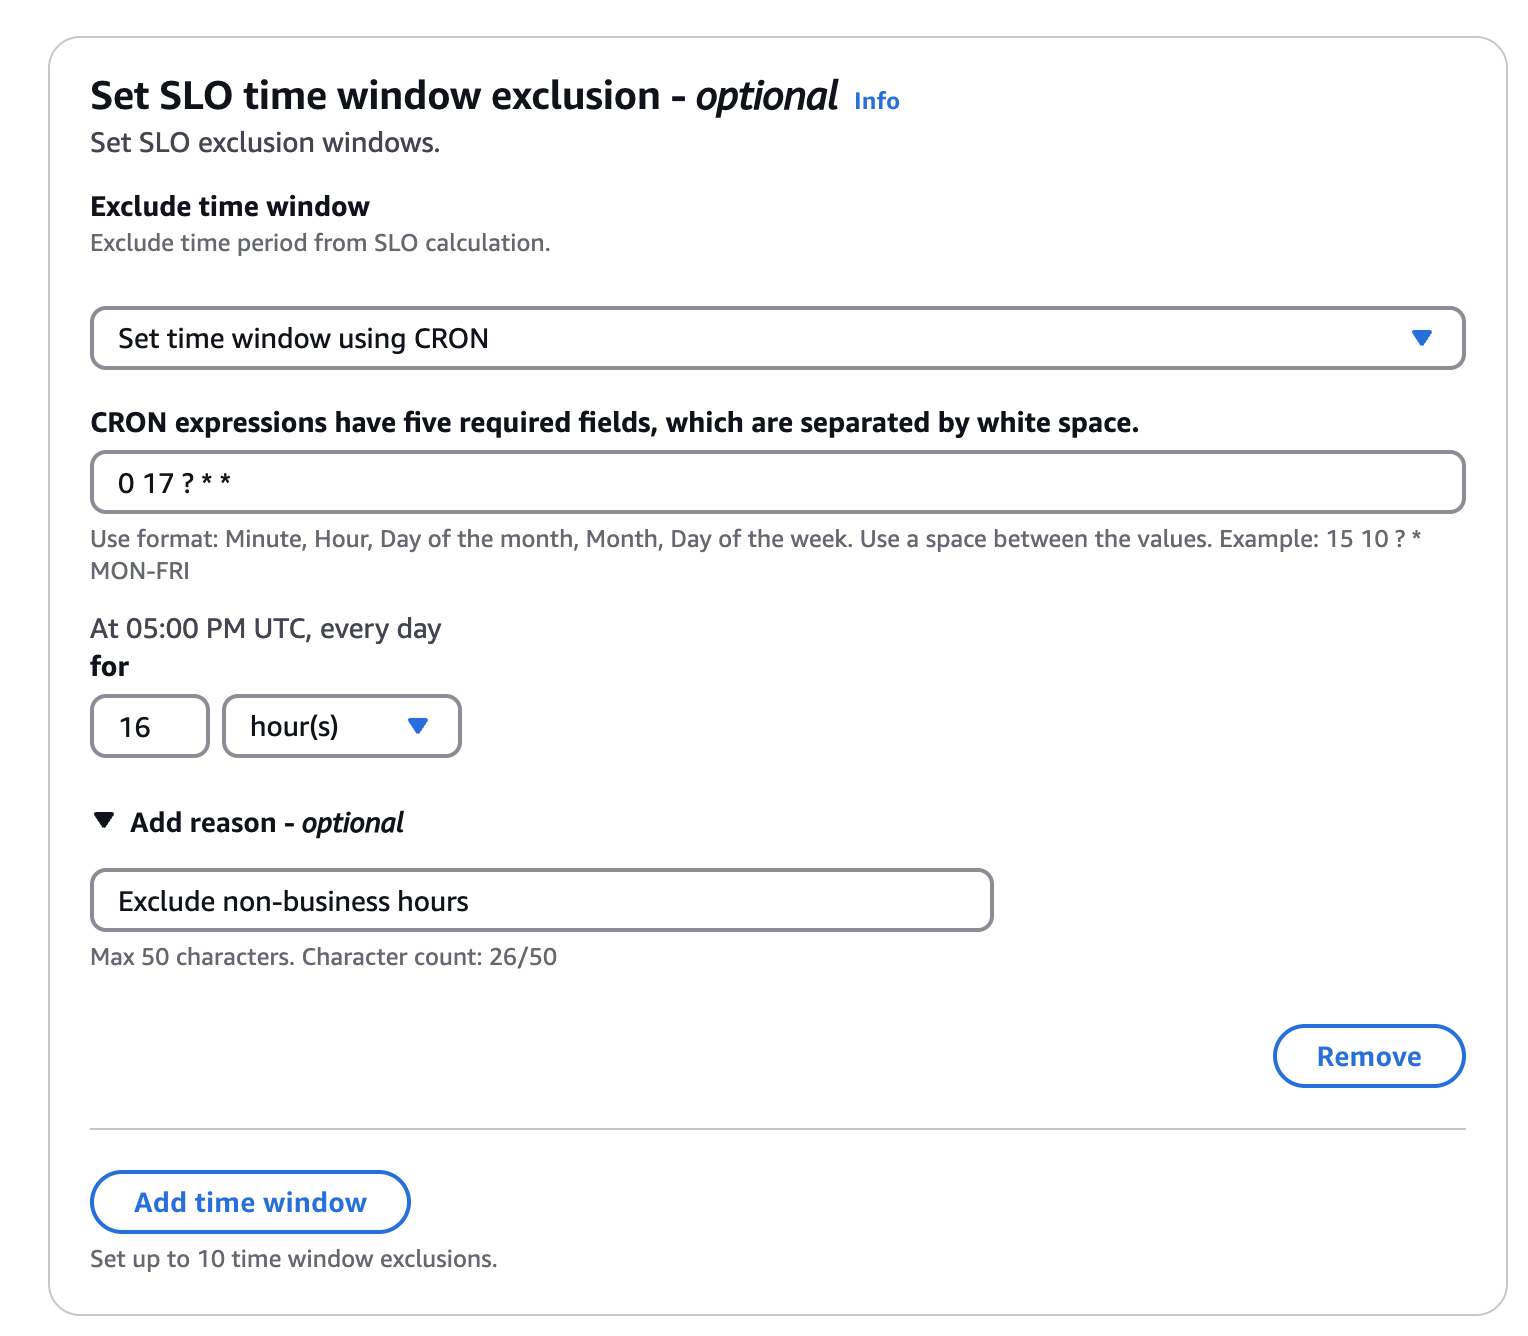 Set SLO time window exclusion - optional Info
Set SLO exclusion windows.
Exclude time window
Exclude time period from SLO calculation.
Set time window using CRON
CRON expressions have five required fields, which are separated by white space.
0 17 ? * *
Use format: Minute, Hour, Day of the month, Month, Day of the week. Use a space between the values. Example: 15 10 ? *
MON-FRI
At 05:00 PM UTC, every day
for
16 hour(s)
Add reason - optional
Exclude non-business hours
Max 50 characters. Character count: 26/50
Remove
Add time window
Set up to 10 time window exclusions.